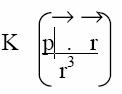 K (p⃗ . r⃗ / r³)